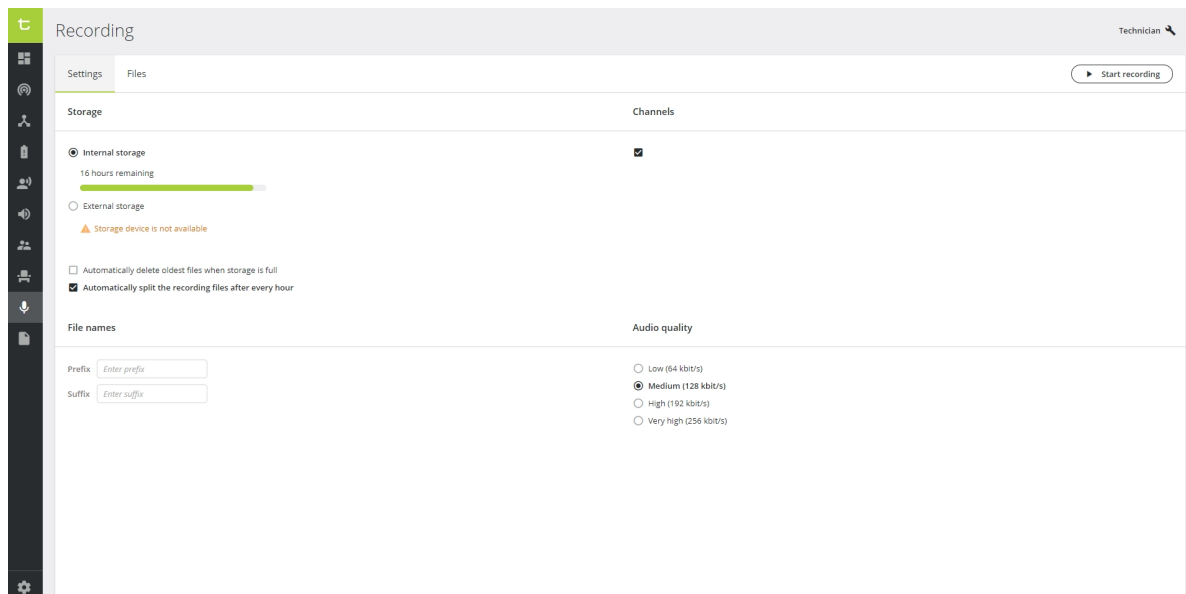 Recording
Technician
Settings
Files
Start recording
Storage
Channels
Internal storage
16 hours remaining
External storage
Storage device is not available
Automatically delete oldest files when storage is full
Automatically split the recording files after every hour
File names
Audio quality
Prefix Enter prefix
Suffix Enter suffix
Low (64 kbit/s)
Medium (128 kbit/s)
High (192 kbit/s)
Very high (256 kbit/s)